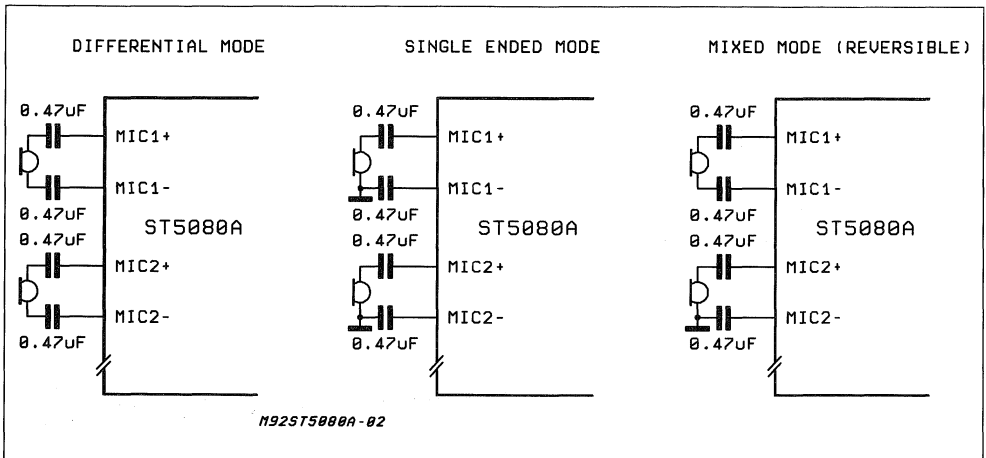 DIFFERENTIAL MODE
0.47uF
MIC1+
MIC1-
0.47uF
ST5080A
0.47uF
MIC2+
MIC2-
0.47uF
SINGLE ENDED MODE
0.47uF
MIC1+
MIC1-
0.47uF
ST5080A
0.47uF
MIC2+
MIC2-
0.47uF
MIXED MODE (REVERSIBLE)
0.47uF
MIC1+
MIC1-
0.47uF
ST5080A
0.47uF
MIC2+
MIC2-
0.47uF
M92ST5080A-02